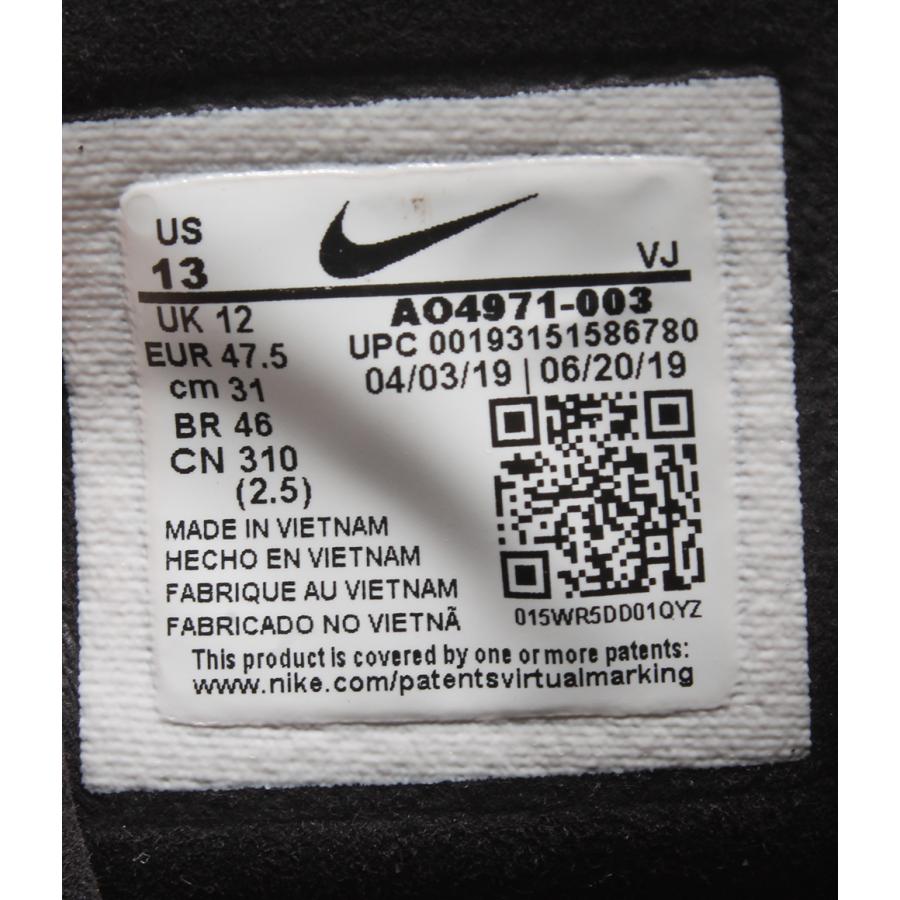 US
13
VJ
UK 12
EUR 47.5
cm 31
BR 46
CN 310
(2.5)
AO4971-003
UPC 00193151586780
04/03/19 | 06/20/19
MADE IN VIETNAM
HECHO EN VIETNAM
FABRIQUE AU VIETNAM
FABRICADO NO VIETNÃ
015WR5DD01QYZ
This product is covered by one or more patents:
www.nike.com/patentsvirtualmarking